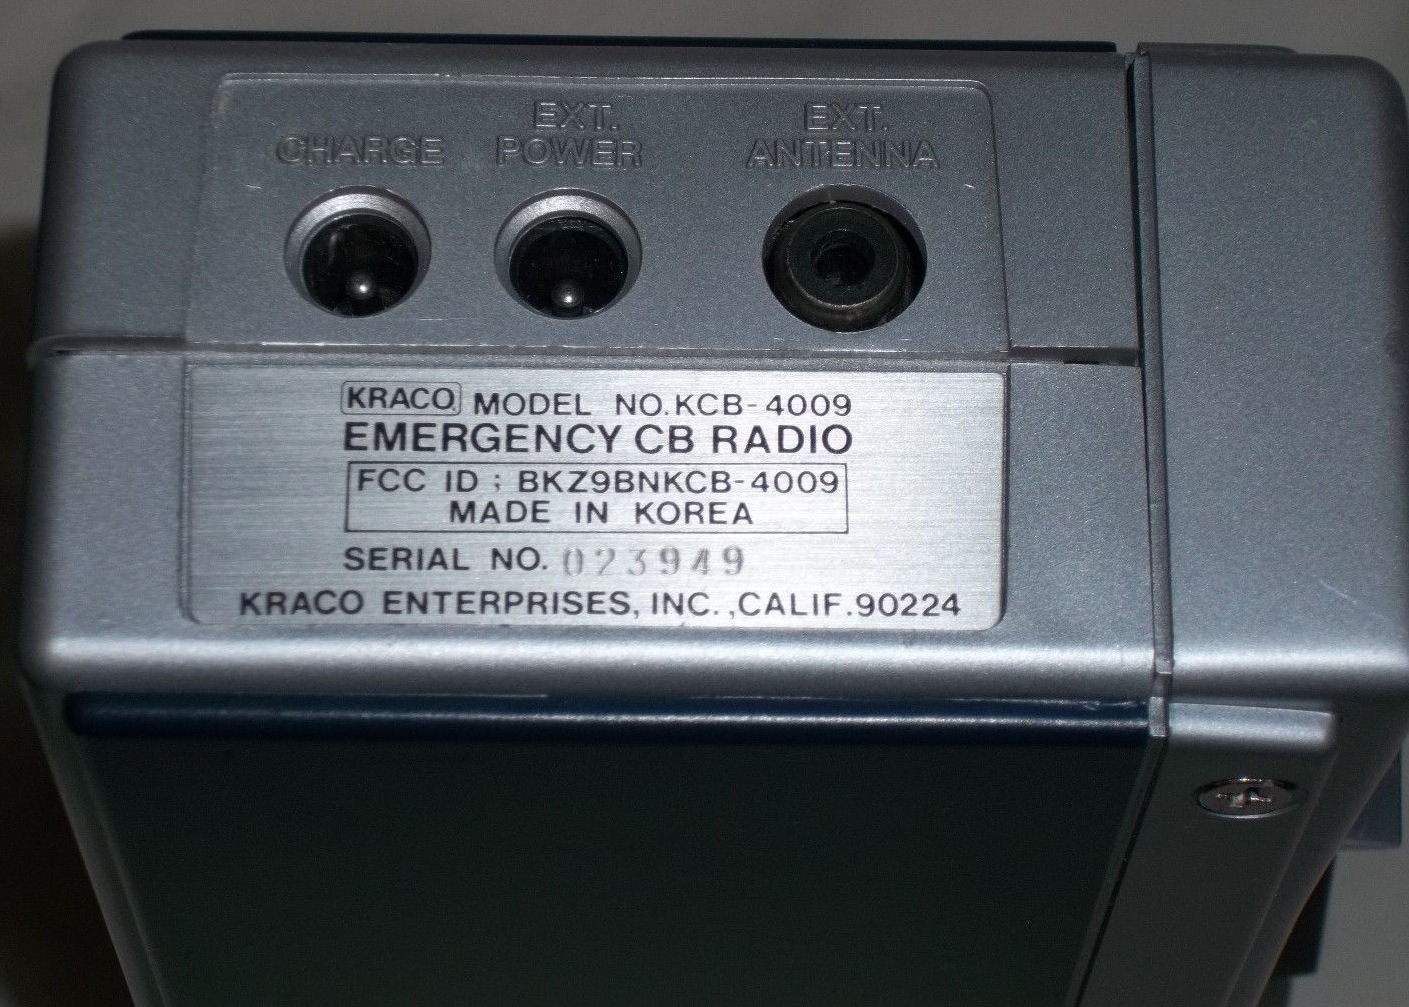 CHARGE
EXT.
POWER
EXT.
ANTENNA
KRACO MODEL NO.KCB-4009
EMERGENCY CB RADIO
FCC ID ; BKZ9BNKCB-4009
MADE IN KOREA
SERIAL NO. 023949
KRACO ENTERPRISES, INC. ,CALIF.90224